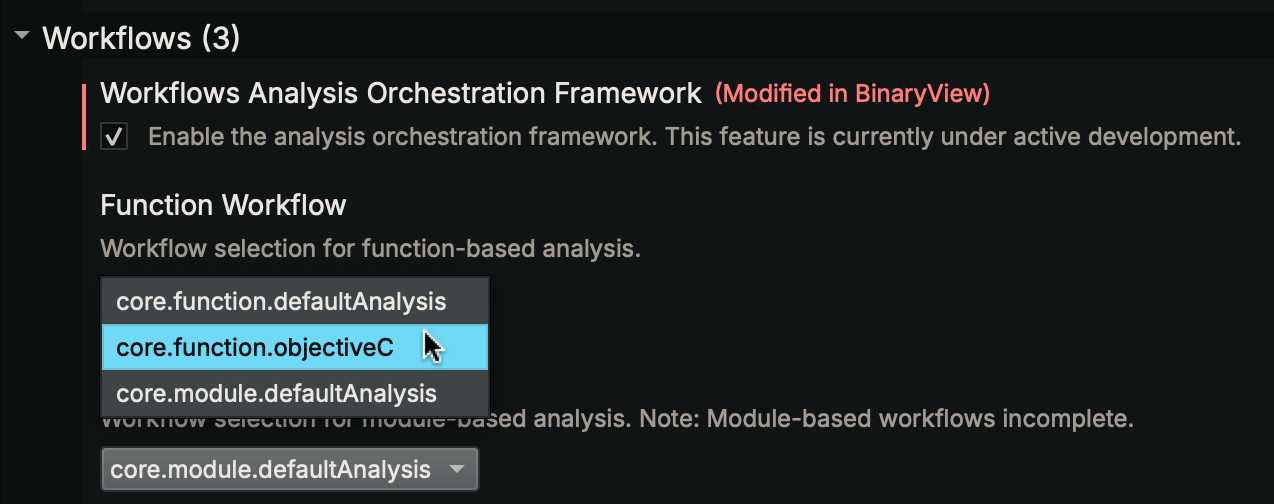 Workflows (3)
Workflows Analysis Orchestration Framework (Modified in BinaryView)
Enable the analysis orchestration framework. This feature is currently under active development.
Function Workflow
Workflow selection for function-based analysis.
core.function.defaultAnalysis
core.function.objectiveC
core.module.defaultAnalysis
Workflow selection for module-based analysis. Note: Module-based workflows incomplete.
core.module.defaultAnalysis